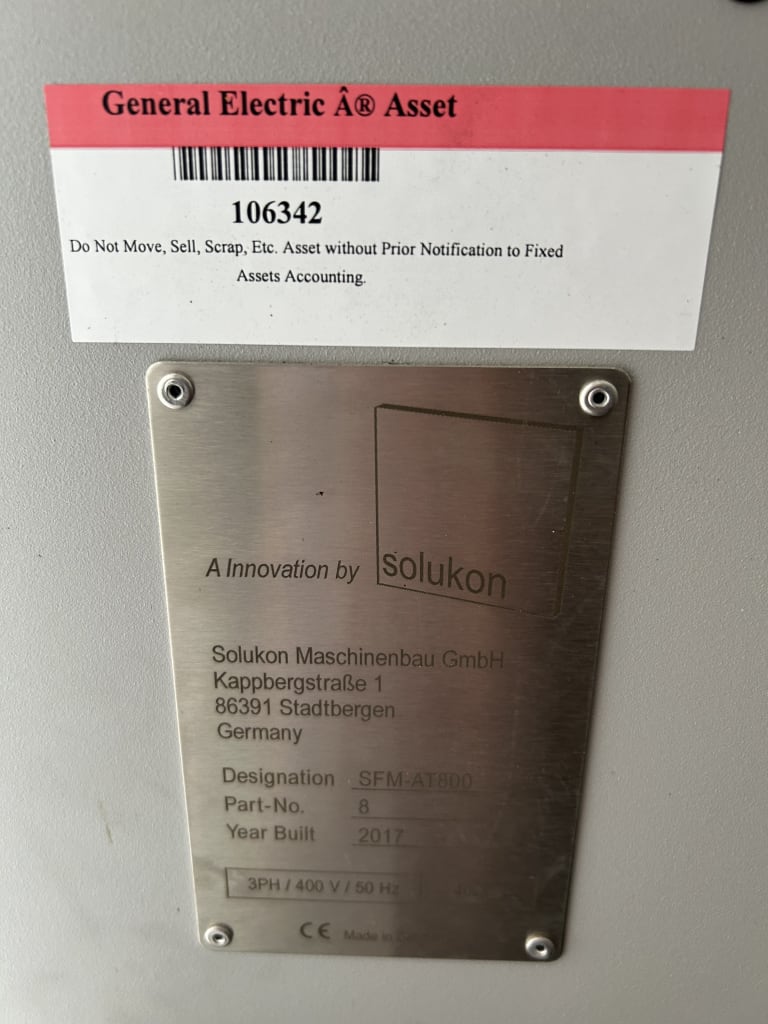 General Electric Â® Asset
106342
Do Not Move, Sell, Scrap, Etc. Asset without Prior Notification to Fixed
Assets Accounting.
A Innovation by solukon
Solukon Maschinenbau GmbH
Kappbergstraße 1
86391 Stadtbergen
Germany
Designation SFM-AT800
Part-No. 8
Year Built 2017
3PH / 400 V / 50 Hz
CE Made in